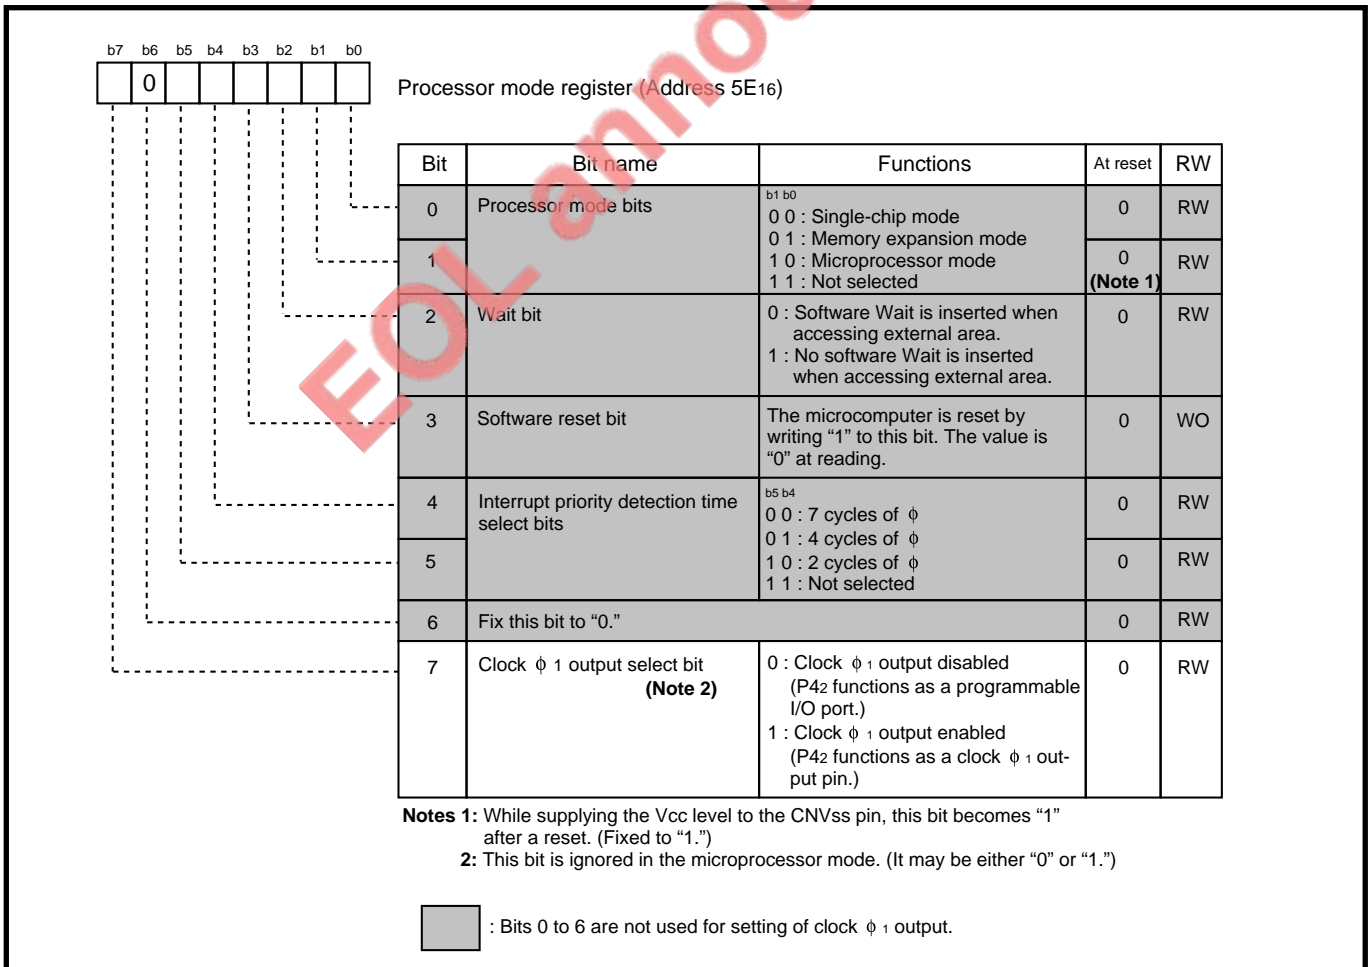 b7 b6 b5 b4 b3 b2 b1 b0
0
Processor mode register (Address 5E16)
Bit Bit name Functions At reset RW
0 Processor mode bits
b1 b0
0 0 : Single-chip mode
0 1 : Memory expansion mode
1 0 : Microprocessor mode
1 1 : Not selected
0 RW
1
0
(Note 1)
RW
2 Wait bit
0 : Software Wait is inserted when
accessing external area.
1 : No software Wait is inserted
when accessing external area.
0 RW
3 Software reset bit
The microcomputer is reset by
writing “1” to this bit. The value is
“0” at reading.
0 WO
4 Interrupt priority detection time
select bits
b5 b4
0 0 : 7 cycles of ϕ
0 1 : 4 cycles of ϕ
1 0 : 2 cycles of ϕ
1 1 : Not selected
0 RW
5 0 RW
6 Fix this bit to “0.” 0 RW
7 Clock ϕ 1 output select bit
(Note 2)
0 : Clock ϕ 1 output disabled
(P42 functions as a programmable
I/O port.)
1 : Clock ϕ 1 output enabled
(P42 functions as a clock ϕ 1 out-
put pin.)
0 RW
Notes 1: While supplying the Vcc level to the CNVss pin, this bit becomes “1”
after a reset. (Fixed to “1.”)
2: This bit is ignored in the microprocessor mode. (It may be either “0” or “1.”)
: Bits 0 to 6 are not used for setting of clock ϕ 1 output.
EOL